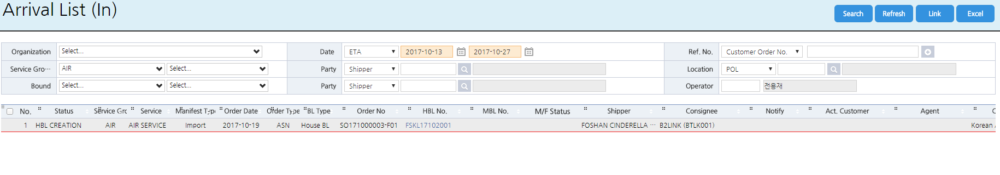 Arrival List (In)
Search Refresh Link Excel
Organization Select... Date ETA 2017-10-13 2017-10-27 Ref. No. Customer Order No.
Service Gro… AIR Select... Party Shipper Location POL
Bound Select... Select... Party Shipper Operator 전용재
No. Status Service Grc Service Manifest Type Order Date Order Type BL Type Order No HBL No. MBL No. M/F Status Shipper Consignee Notify Act. Customer Agent
1 HBL CREATION AIR AIR SERVICE Import 2017-10-19 ASN House BL SO171000003-F01 FSKL17102001 FOSHAN CINDERELLA … B2LINK (BTLK001) Korean